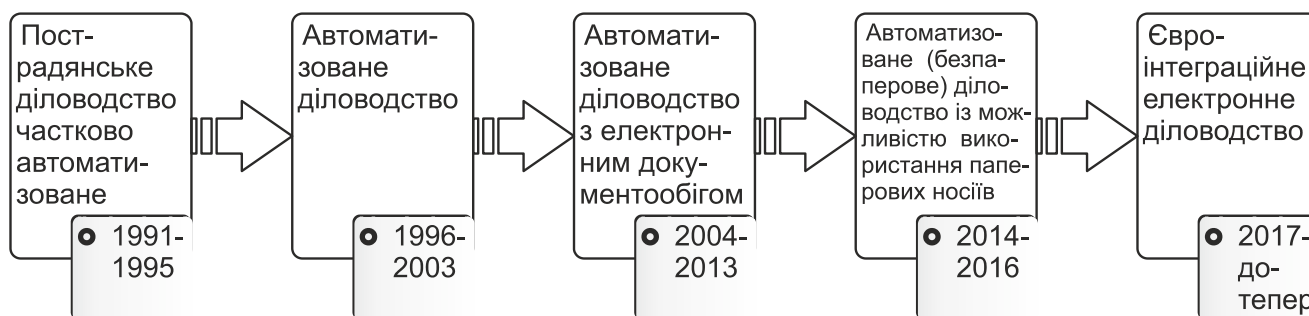 Пост-
радянське
діловодство
частково
автомати-
зоване
1991-
1995
Автомати-
зоване
діловодство
1996-
2003
Автомати-
зоване
діловодство
з електрон-
ним доку-
ментообігом
2004-
2013
Автоматизо-
ване (безпа-
перове) діло-
водство із мож-
ливістю вико-
ристання папе-
рових носіїв
2014-
2016
Євро-
інтеграційне
електронне
діловодство
2017-
до-
тепер